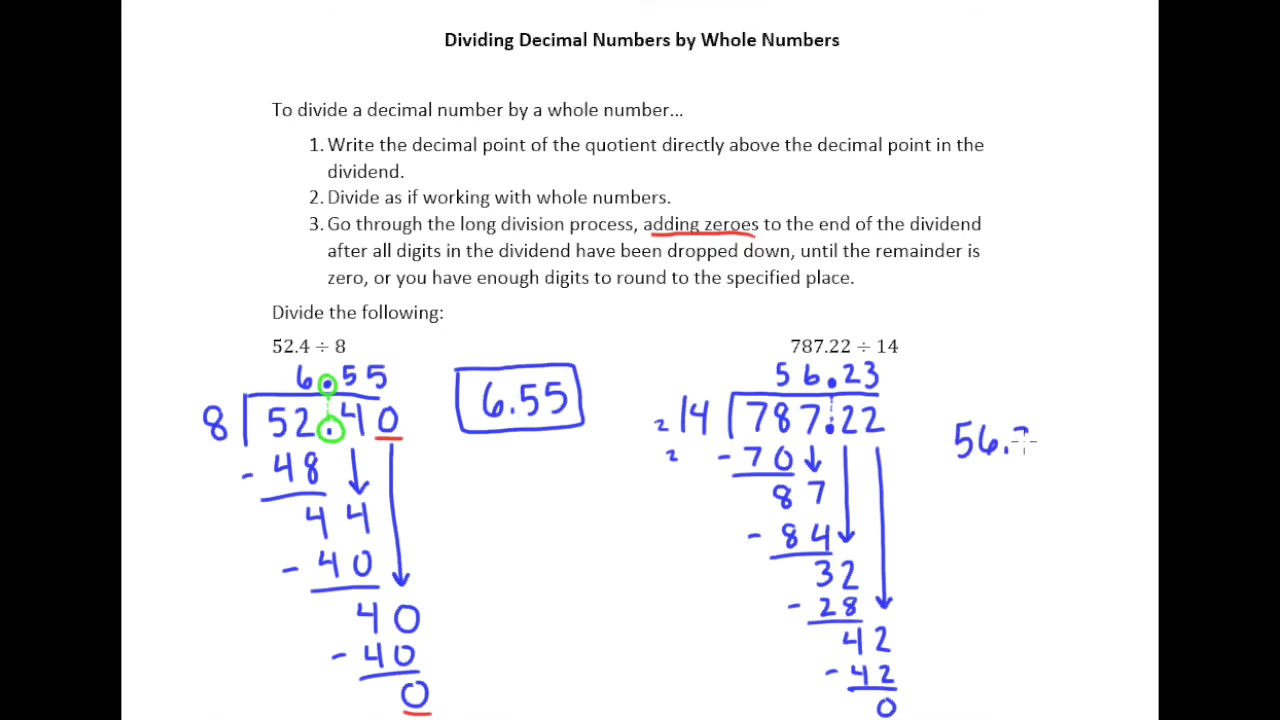 Dividing Decimal Numbers by Whole Numbers
To divide a decimal number by a whole number...
1. Write the decimal point of the quotient directly above the decimal point in the
dividend.
2. Divide as if working with whole numbers.
3. Go through the long division process, adding zeroes to the end of the dividend
after all digits in the dividend have been dropped down, until the remainder is
zero, or you have enough digits to round to the specified place.
Divide the following:
52.4 ÷ 8
6.55
8 52.40
- 48
44
- 40
40
- 40
0
6.55
787.22 ÷ 14
56.23
2
14 787.22
2
- 70
87
- 84
32
- 28
42
- 42
0
56.